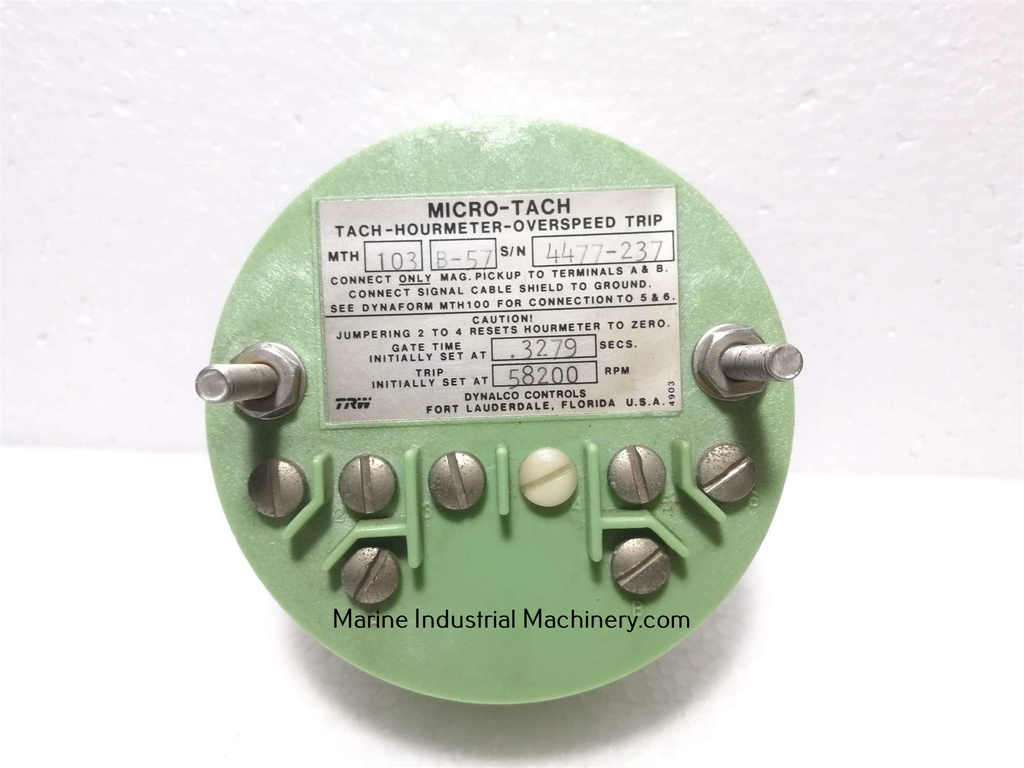 MICRO-TACH
TACH-HOURMETER-OVERSPEED TRIP
MTH 103 B-57 S/N 4477-237
CONNECT ONLY MAG. PICKUP TO TERMINALS A & B.
CONNECT SIGNAL CABLE SHIELD TO GROUND.
SEE DYNAFORM MTH100 FOR CONNECTION TO 5 & 6.
CAUTION!
JUMPERING 2 TO 4 RESETS HOURMETER TO ZERO.
GATE TIME
INITIALLY SET AT .3279 SECS.
TRIP
INITIALLY SET AT 58200 RPM
DYNALCO CONTROLS
TRW FORT LAUDERDALE, FLORIDA U.S.A. 4903
Marine Industrial Machinery.com